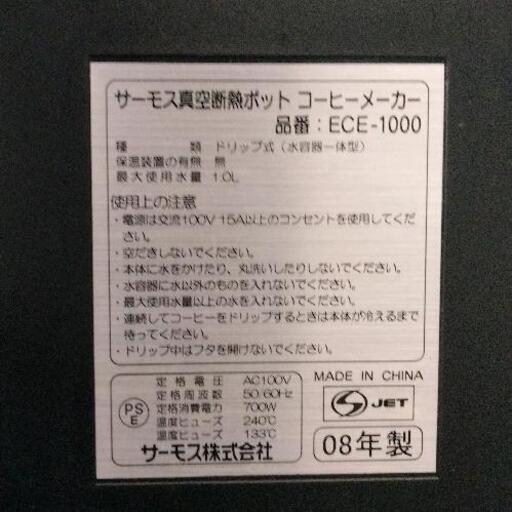 サーモス真空断熱ポット コーヒーメーカー
品番：ECE-1000
種 類 ドリップ式（水容器一体型）
保温装置の有無 無
最大使用水量 1.0L
使用上の注意
・電源は交流100V 15A以上のコンセントを使用してくだ
さい。
・空だきしないでください。
・本体に水をかけたり、丸洗いしたりしないでください。
・水容器に水以外のものを入れないでください。
・最大使用水量以上の水を入れないでください。
・連続してコーヒーをドリップするときは本体が冷えるまで
待ってください。
・ドリップ中はフタを開けないでください。
PS
E
定格電圧 AC100V
定格周波数 50/60Hz
定格消費電力 700W
温度ヒューズ 240℃
温度ヒューズ 133℃
サーモス株式会社
MADE IN CHINA
JET
08年製